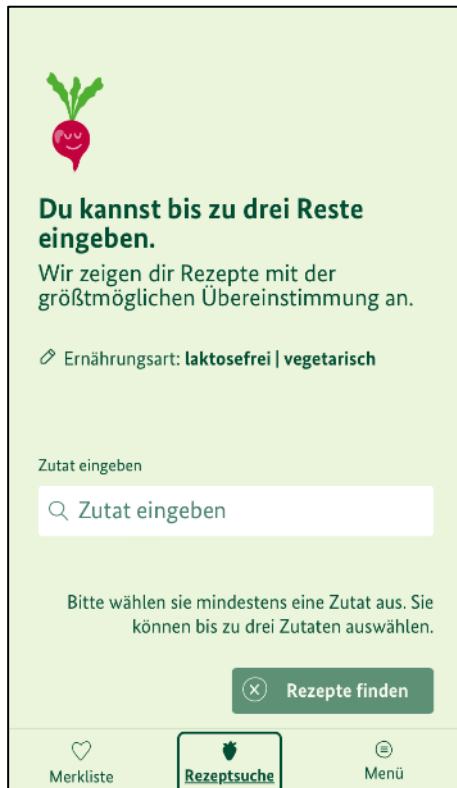 Du kannst bis zu drei Reste
eingeben.
Wir zeigen dir Rezepte mit der
größtmöglichen Übereinstimmung an.
Ernährungsart: laktosefrei | vegetarisch
Zutat eingeben
Zutat eingeben
Bitte wählen sie mindestens eine Zutat aus. Sie
können bis zu drei Zutaten auswählen.
Rezepte finden
Merkliste
Rezeptsuche
Menü